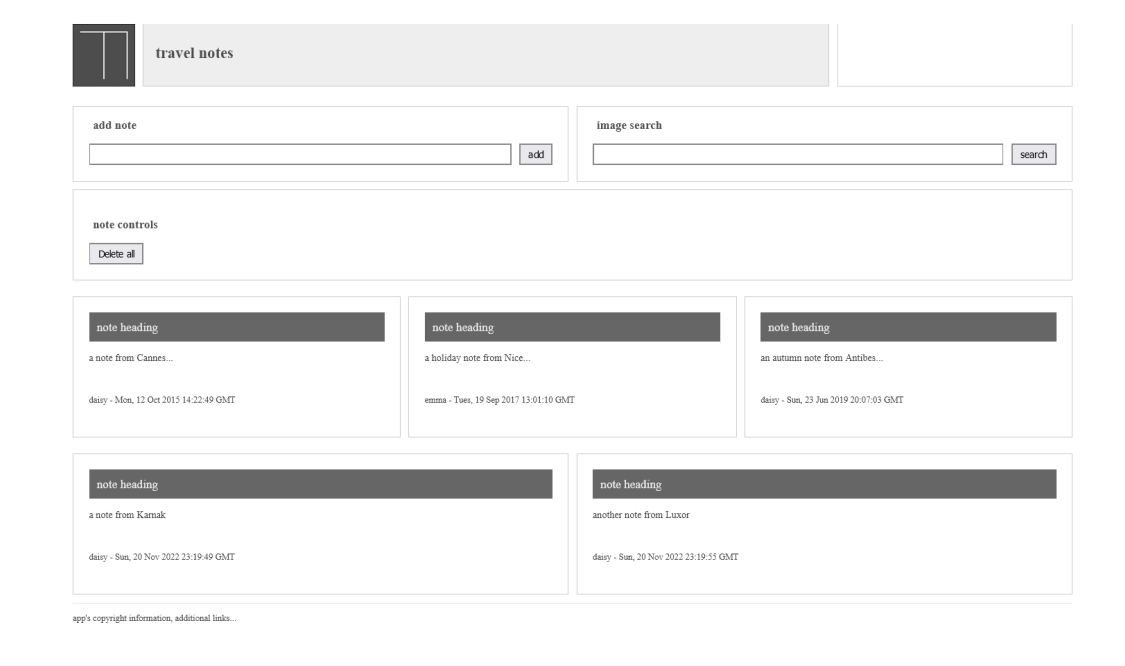 travel notes
add note
add
image search
search
note controls
Delete all
note heading
a note from Cannes...
daisy - Mon, 12 Oct 2015 14:22:49 GMT
note heading
a holiday note from Nice...
emma - Tues, 19 Sep 2017 13:01:10 GMT
note heading
an autumn note from Antibes...
daisy - Sun, 23 Jun 2019 20:07:03 GMT
note heading
a note from Karnak
daisy - Sun, 20 Nov 2022 23:19:49 GMT
note heading
another note from Luxor
daisy - Sun, 20 Nov 2022 23:19:55 GMT
app's copyright information, additional links...